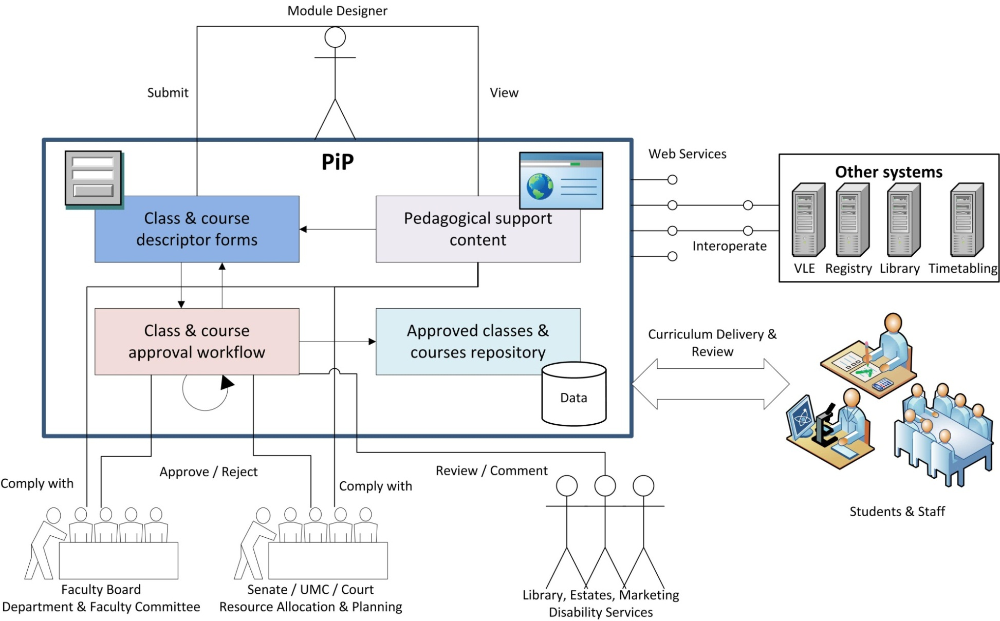 Module Designer
Submit
View
PiP
Web Services
Other systems
Class & course
descriptor forms
Pedagogical support
content
Interoperate
VLE
Registry
Library
Timetabling
Class & course
approval workflow
Approved classes &
courses repository
Data
Curriculum Delivery &
Review
Approve / Reject
Review / Comment
Comply with
Comply with
Students & Staff
Faculty Board
Department & Faculty Committee
Senate / UMC / Court
Resource Allocation & Planning
Library, Estates, Marketing
Disability Services